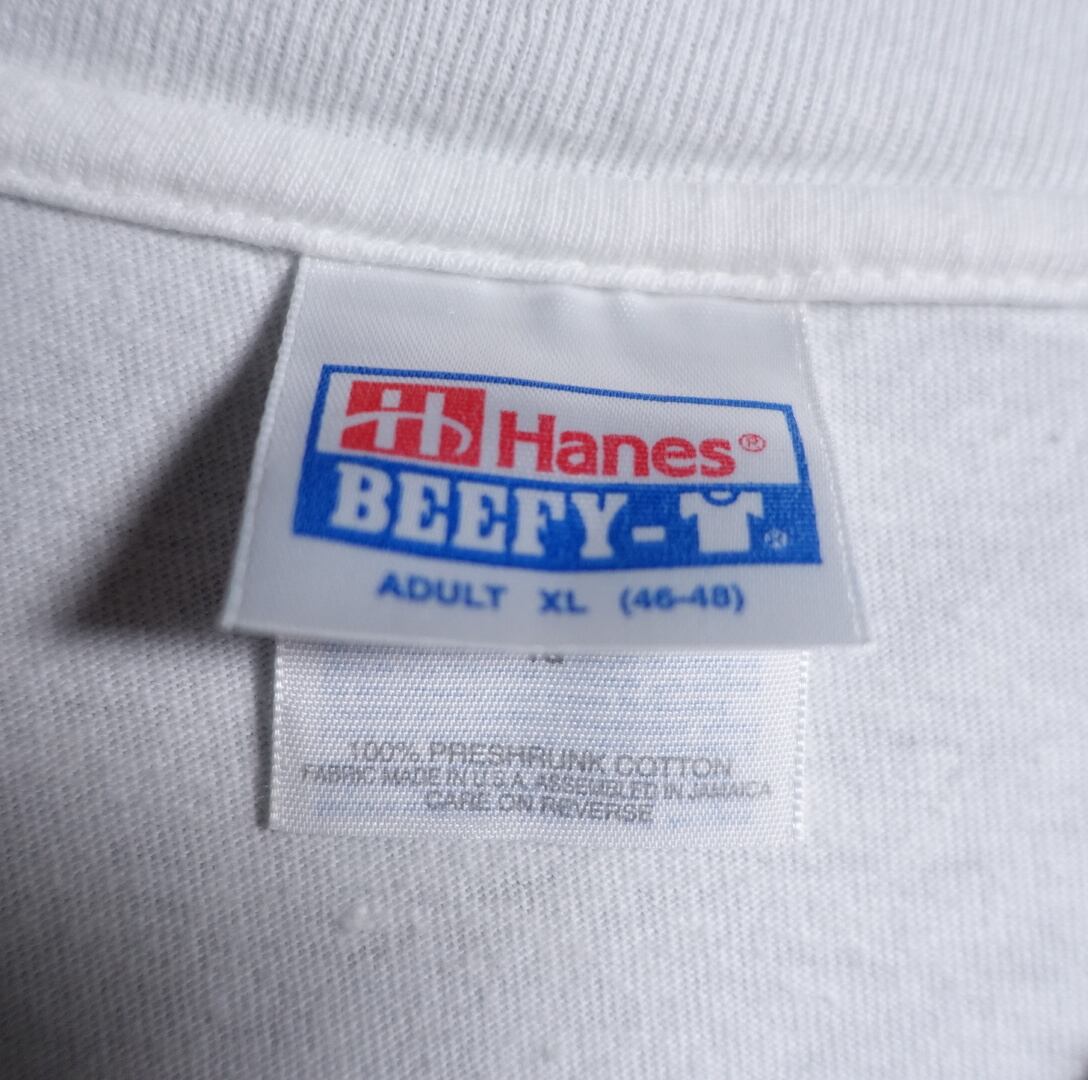 Hanes®
BEEFY-T®
ADULT XL (46-48)
100% PRESHRUNK COTTON
FABRIC MADE IN U.S.A. ASSEMBLED IN JAMAICA
CARE ON REVERSE